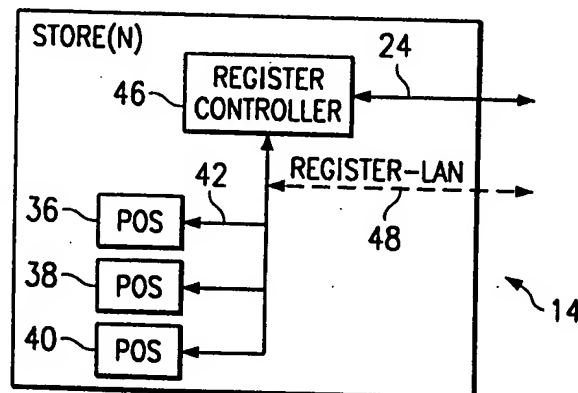 STORE(N)
24
46
REGISTER
CONTROLLER
REGISTER-LAN
42
48
36
POS
38
POS
14
40
POS